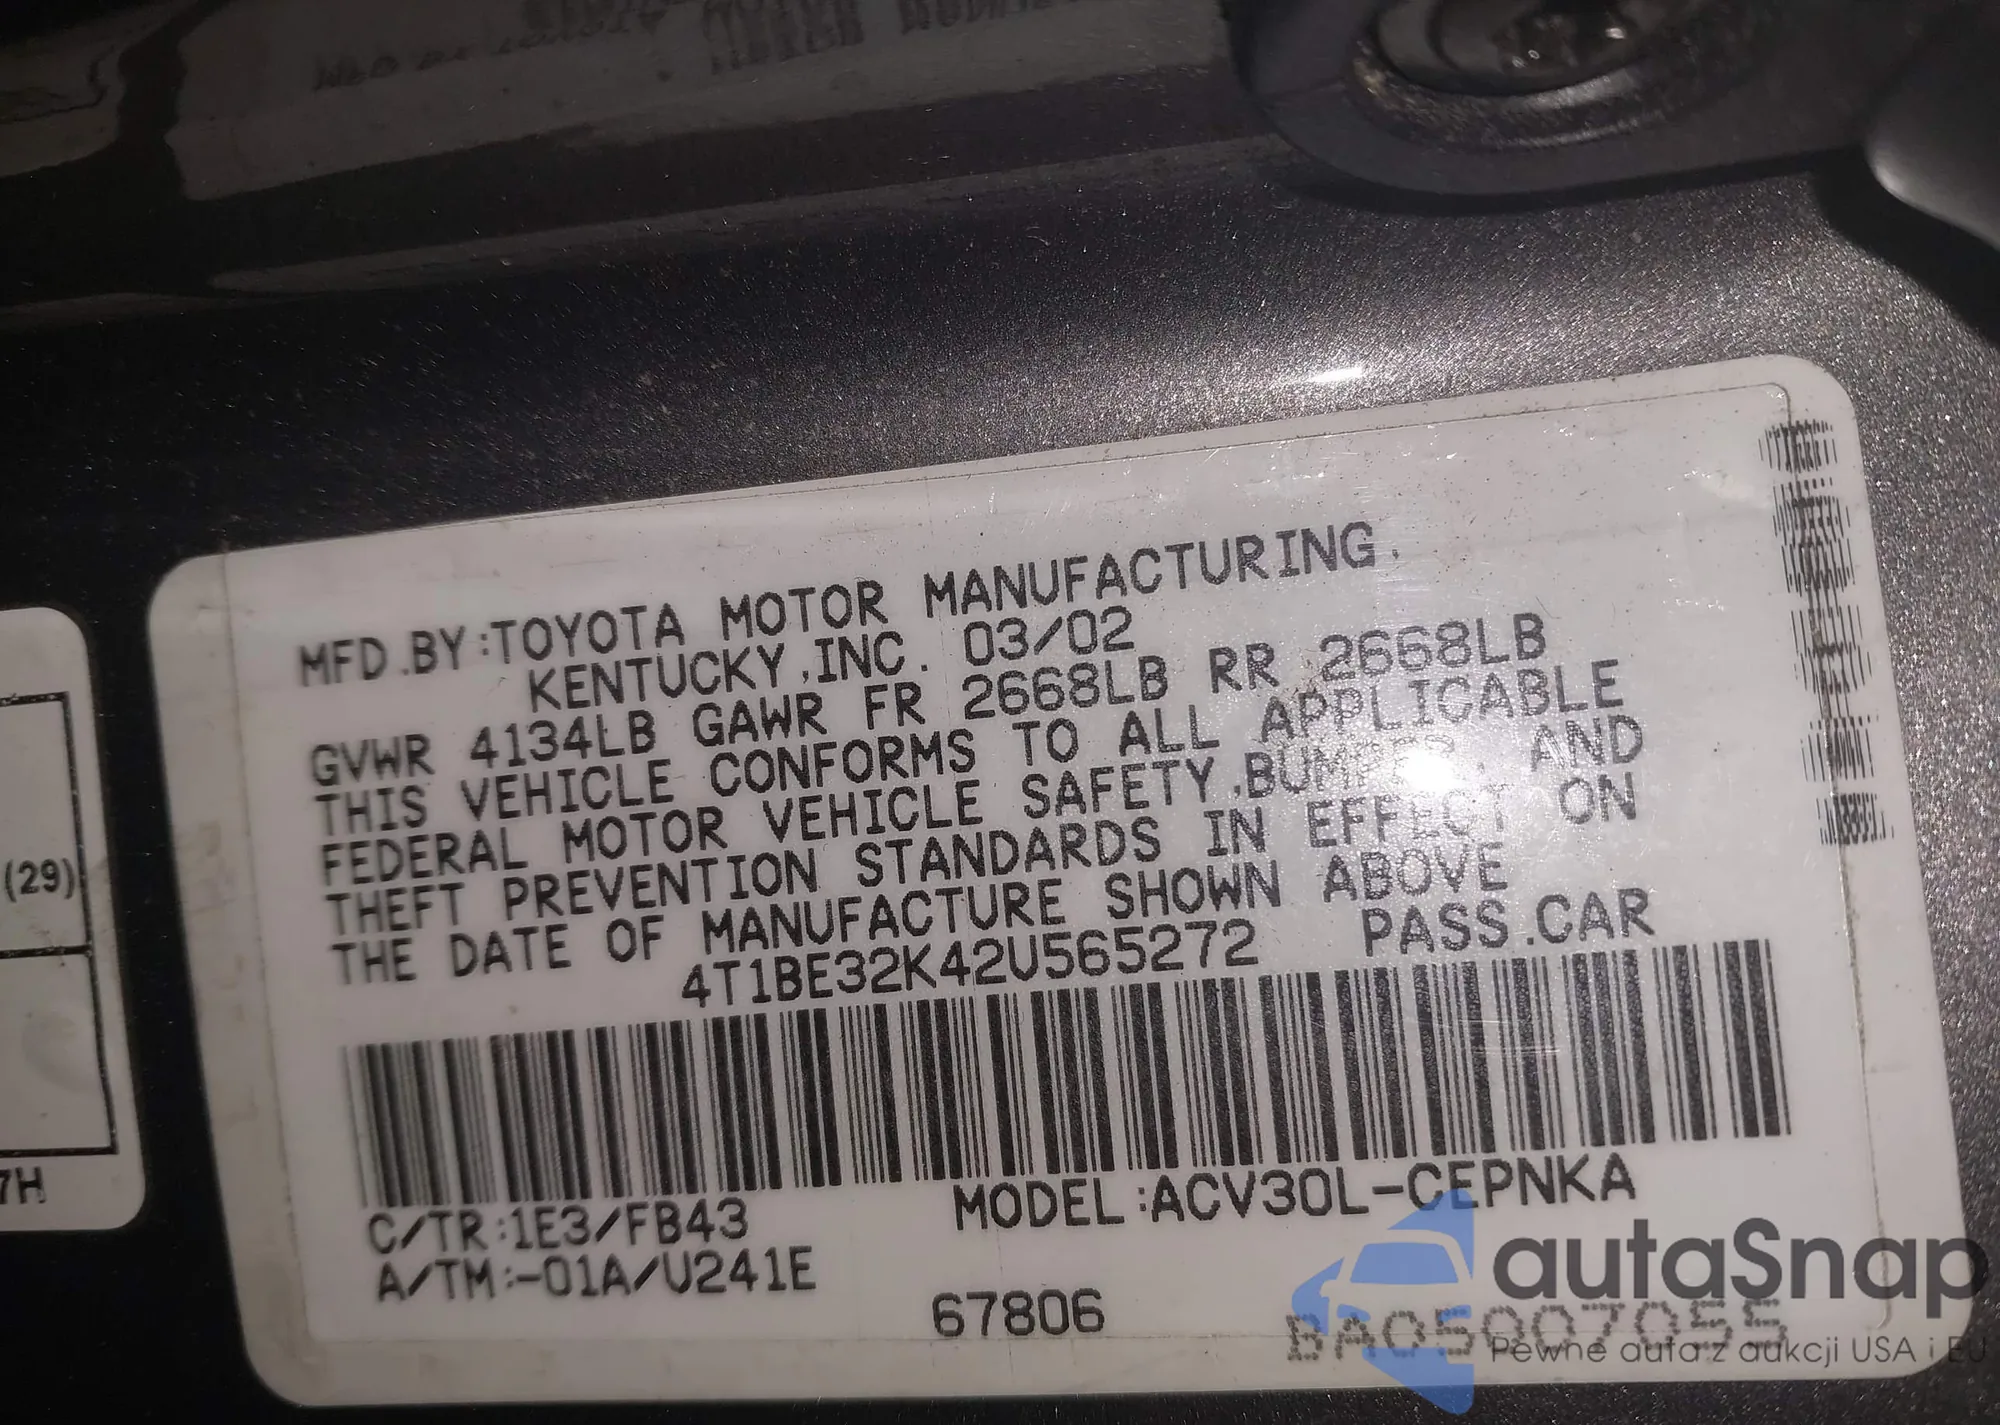 MFD.BY:TOYOTA MOTOR MANUFACTURING.
KENTUCKY,INC. 03/02
GVWR 4134LB GAWR FR 2668LB RR 2668LB
THIS VEHICLE CONFORMS TO ALL APPLICABLE
FEDERAL MOTOR VEHICLE SAFETY,BUMPER, AND
THEFT PREVENTION STANDARDS IN EFFECT ON
THE DATE OF MANUFACTURE SHOWN ABOVE
4T1BE32K42U565272 PASS.CAR
C/TR:1E3/FB43 MODEL:ACV30L-CEPNKA
A/TM:-01A/U241E
67806 BA05007055
(29)
7H
autaSnap
Pewne auta z aukcji USA i EU